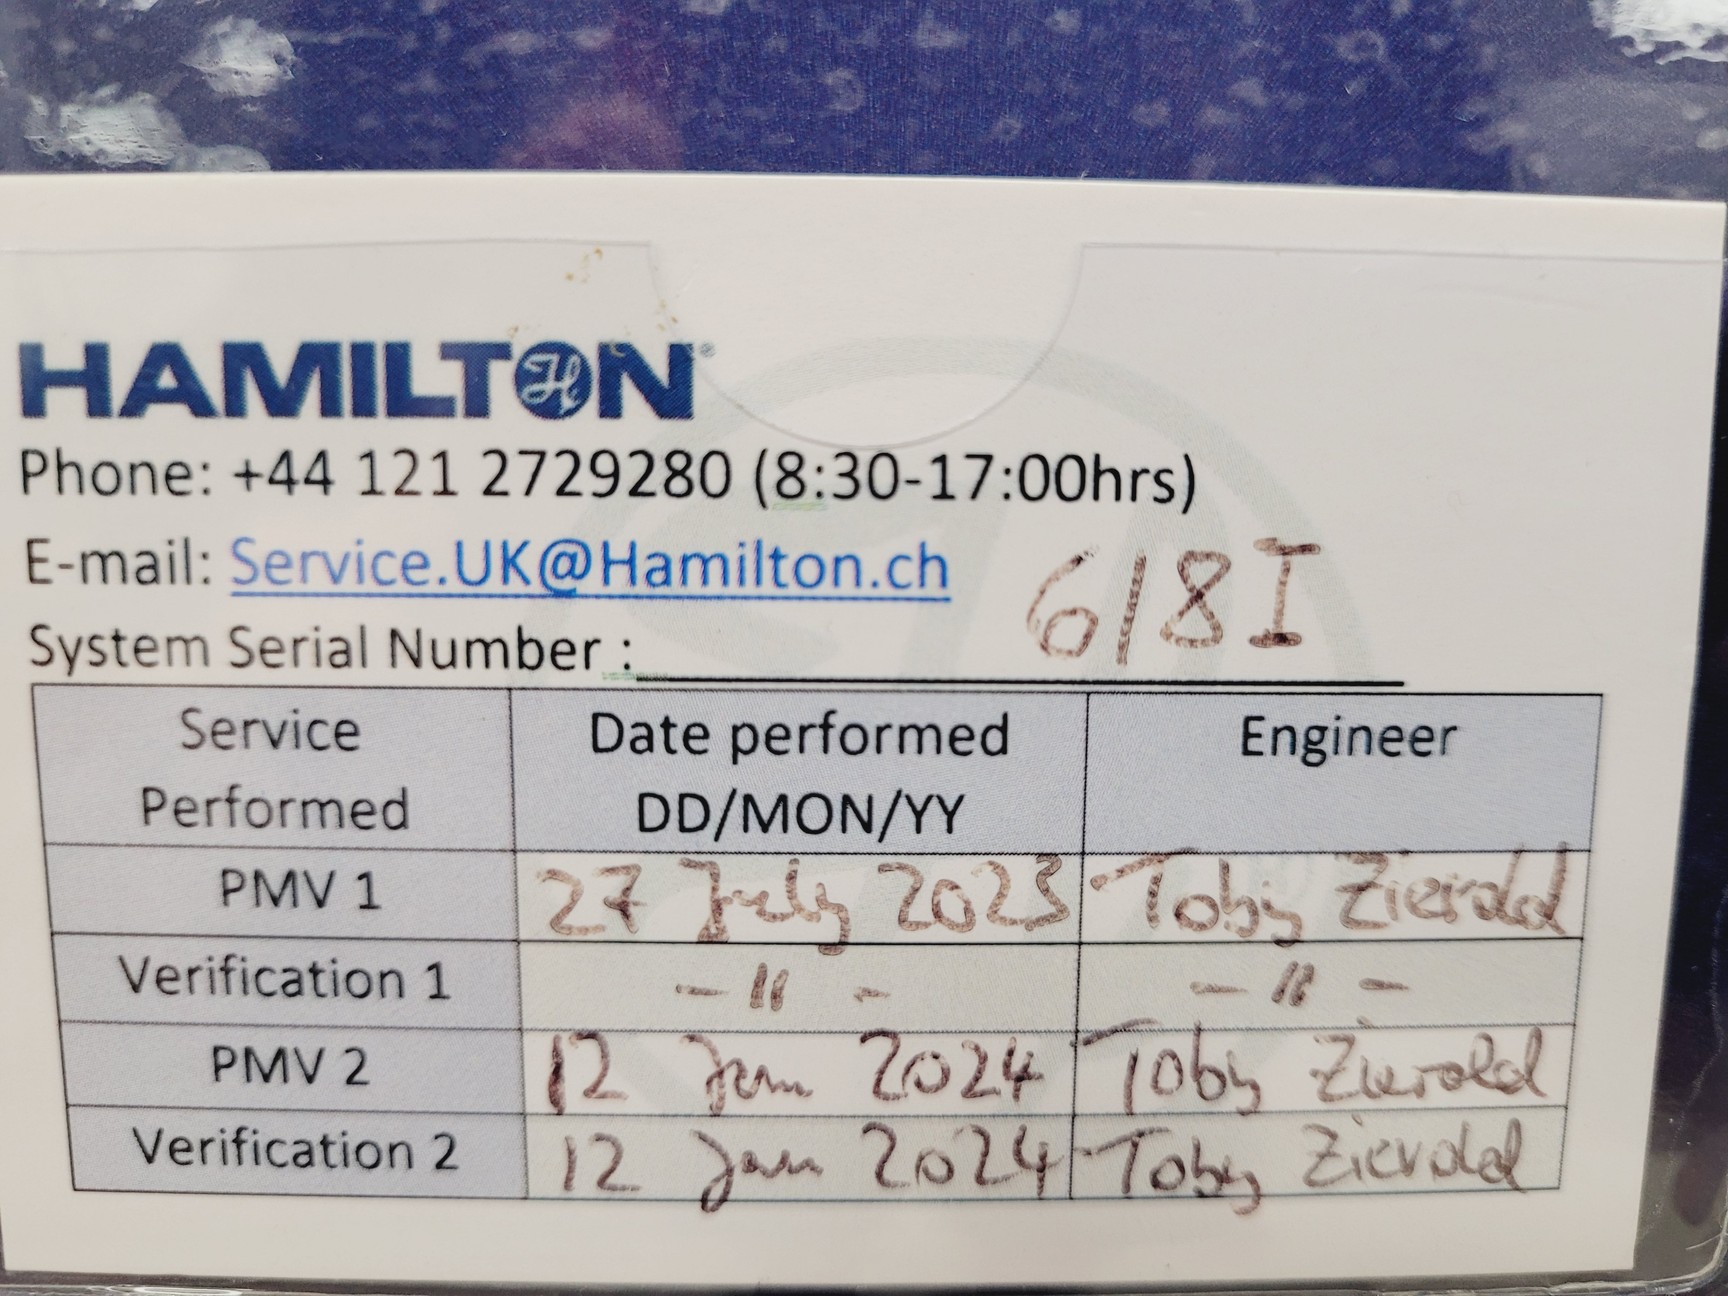 HAMILTON®
Phone: +44 121 2729280 (8:30-17:00hrs)
E-mail: Service.UK@Hamilton.ch
System Serial Number : 618I
Service Performed Date performed DD/MON/YY Engineer
PMV 1 27 July 2023 Toby Zierold
Verification 1 - " - - " -
PMV 2 12 Jan 2024 Toby Zierold
Verification 2 12 Jan 2024 Toby Zierold